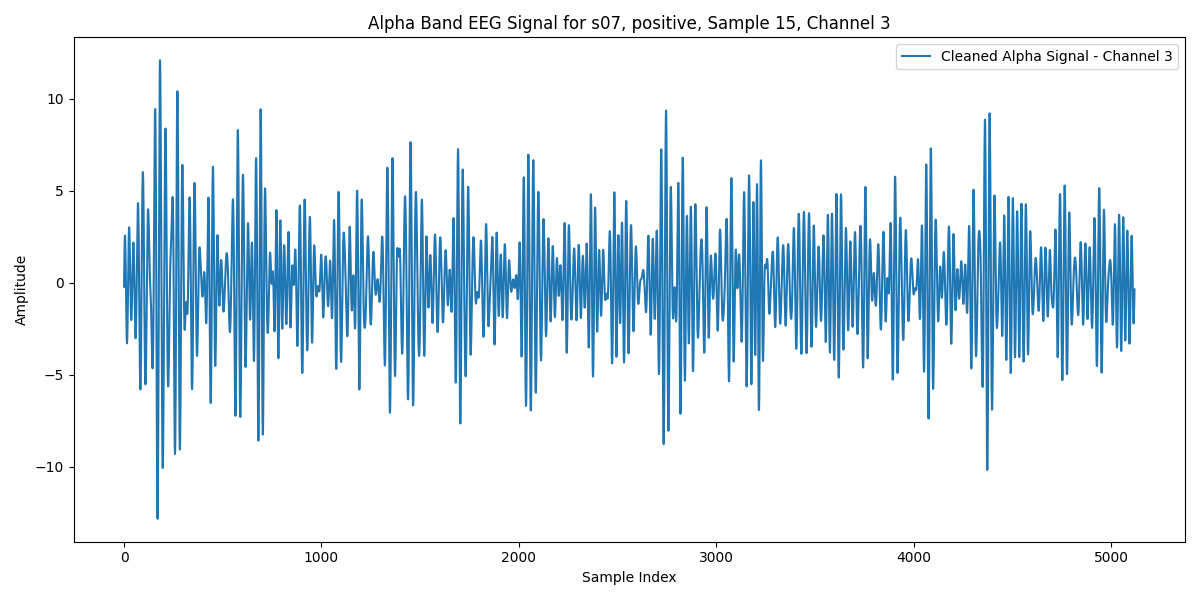 Alpha Band EEG Signal for s07, positive, Sample 15, Channel 3
Cleaned Alpha Signal - Channel 3
Amplitude
10
5
0
−5
−10
0 1000 2000 3000 4000 5000
Sample Index